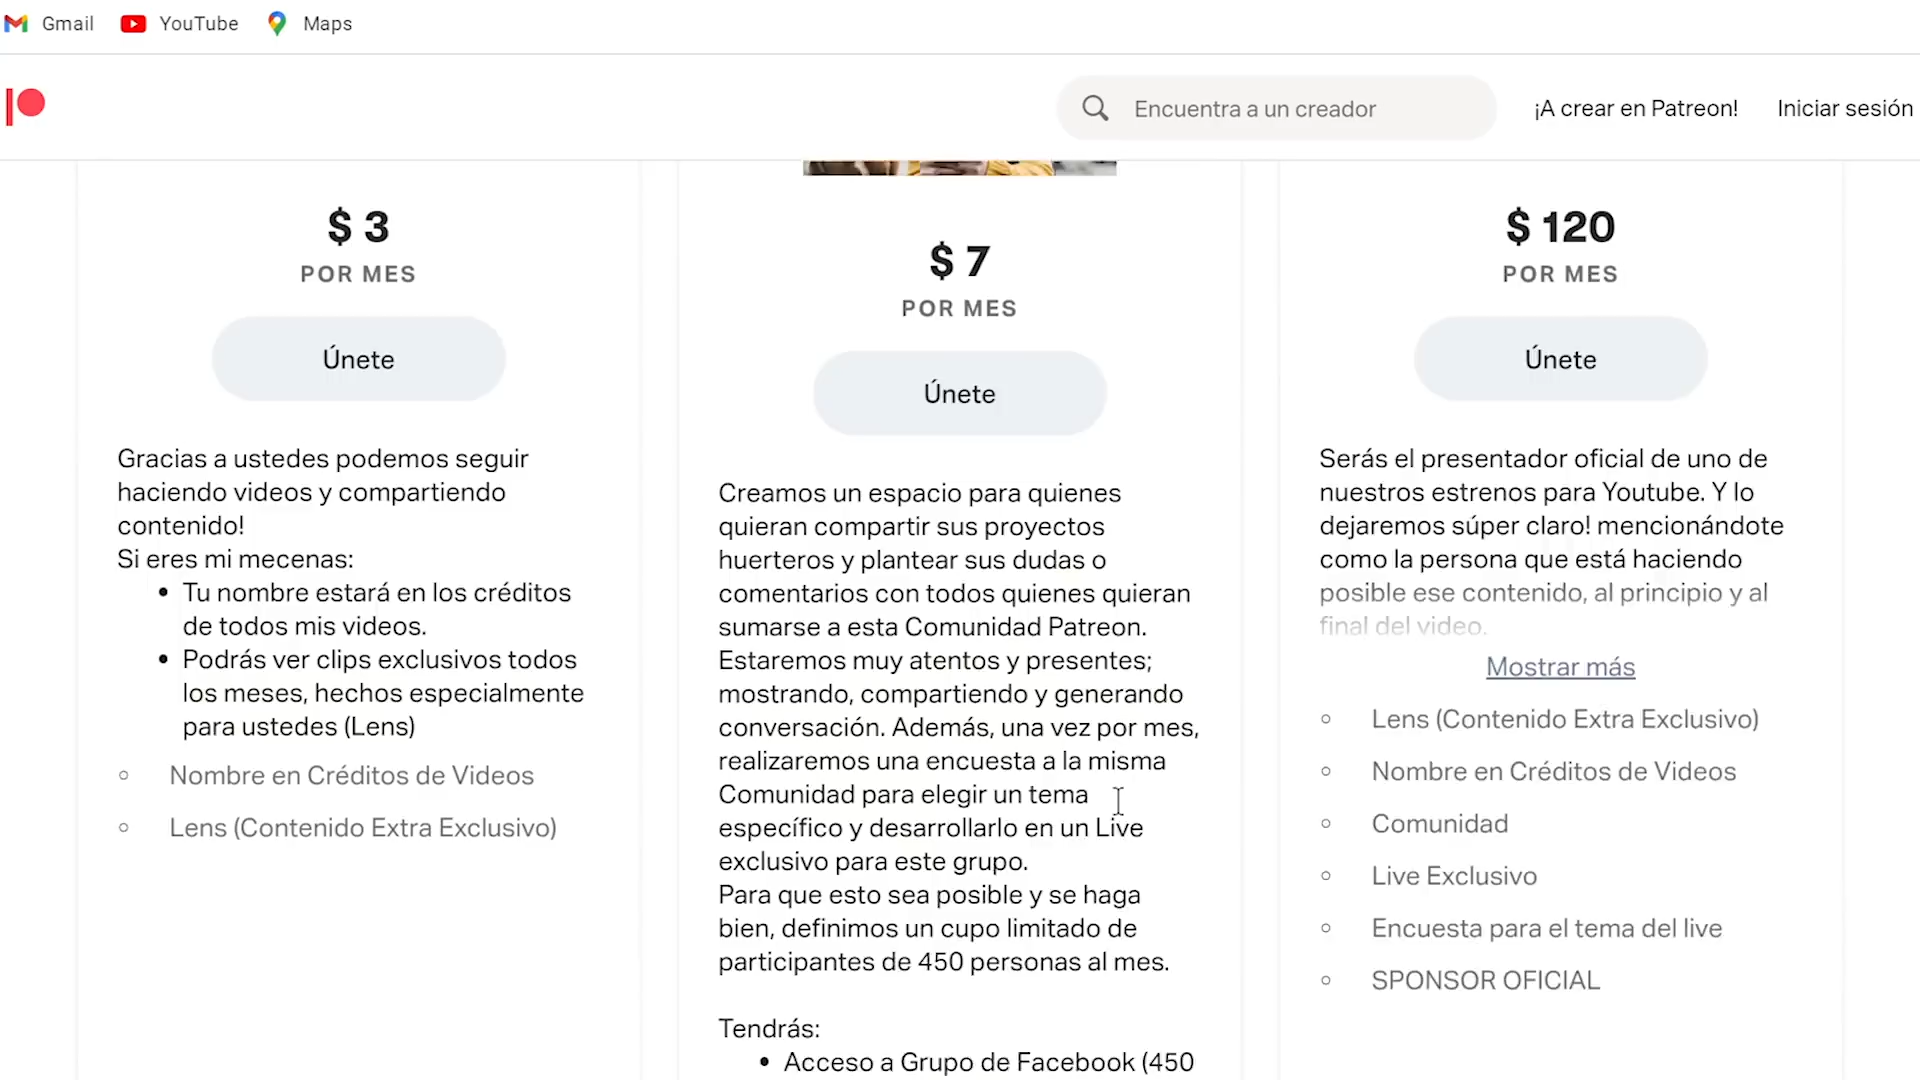 Gmail
YouTube
Maps
Encuentra a un creador
¡A crear en Patreon!
Iniciar sesión
$ 3
POR MES
Únete
Gracias a ustedes podemos seguir
haciendo videos y compartiendo
contenido!
Si eres mi mecenas:
• Tu nombre estará en los créditos
de todos mis videos.
• Podrás ver clips exclusivos todos
los meses, hechos especialmente
para ustedes (Lens)
Nombre en Créditos de Videos
Lens (Contenido Extra Exclusivo)
$ 7
POR MES
Únete
Creamos un espacio para quienes
quieran compartir sus proyectos
huerteros y plantear sus dudas o
comentarios con todos quienes quieran
sumarse a esta Comunidad Patreon.
Estaremos muy atentos y presentes;
mostrando, compartiendo y generando
conversación. Además, una vez por mes,
realizaremos una encuesta a la misma
Comunidad para elegir un tema
específico y desarrollarlo en un Live
exclusivo para este grupo.
Para que esto sea posible y se haga
bien, definimos un cupo limitado de
participantes de 450 personas al mes.
Tendrás:
• Acceso a Grupo de Facebook (450
$ 120
POR MES
Únete
Serás el presentador oficial de uno de
nuestros estrenos para Youtube. Y lo
dejaremos súper claro! mencionándote
como la persona que está haciendo
posible ese contenido, al principio y al
final del video.
Mostrar más
Lens (Contenido Extra Exclusivo)
Nombre en Créditos de Videos
Comunidad
Live Exclusivo
Encuesta para el tema del live
SPONSOR OFICIAL